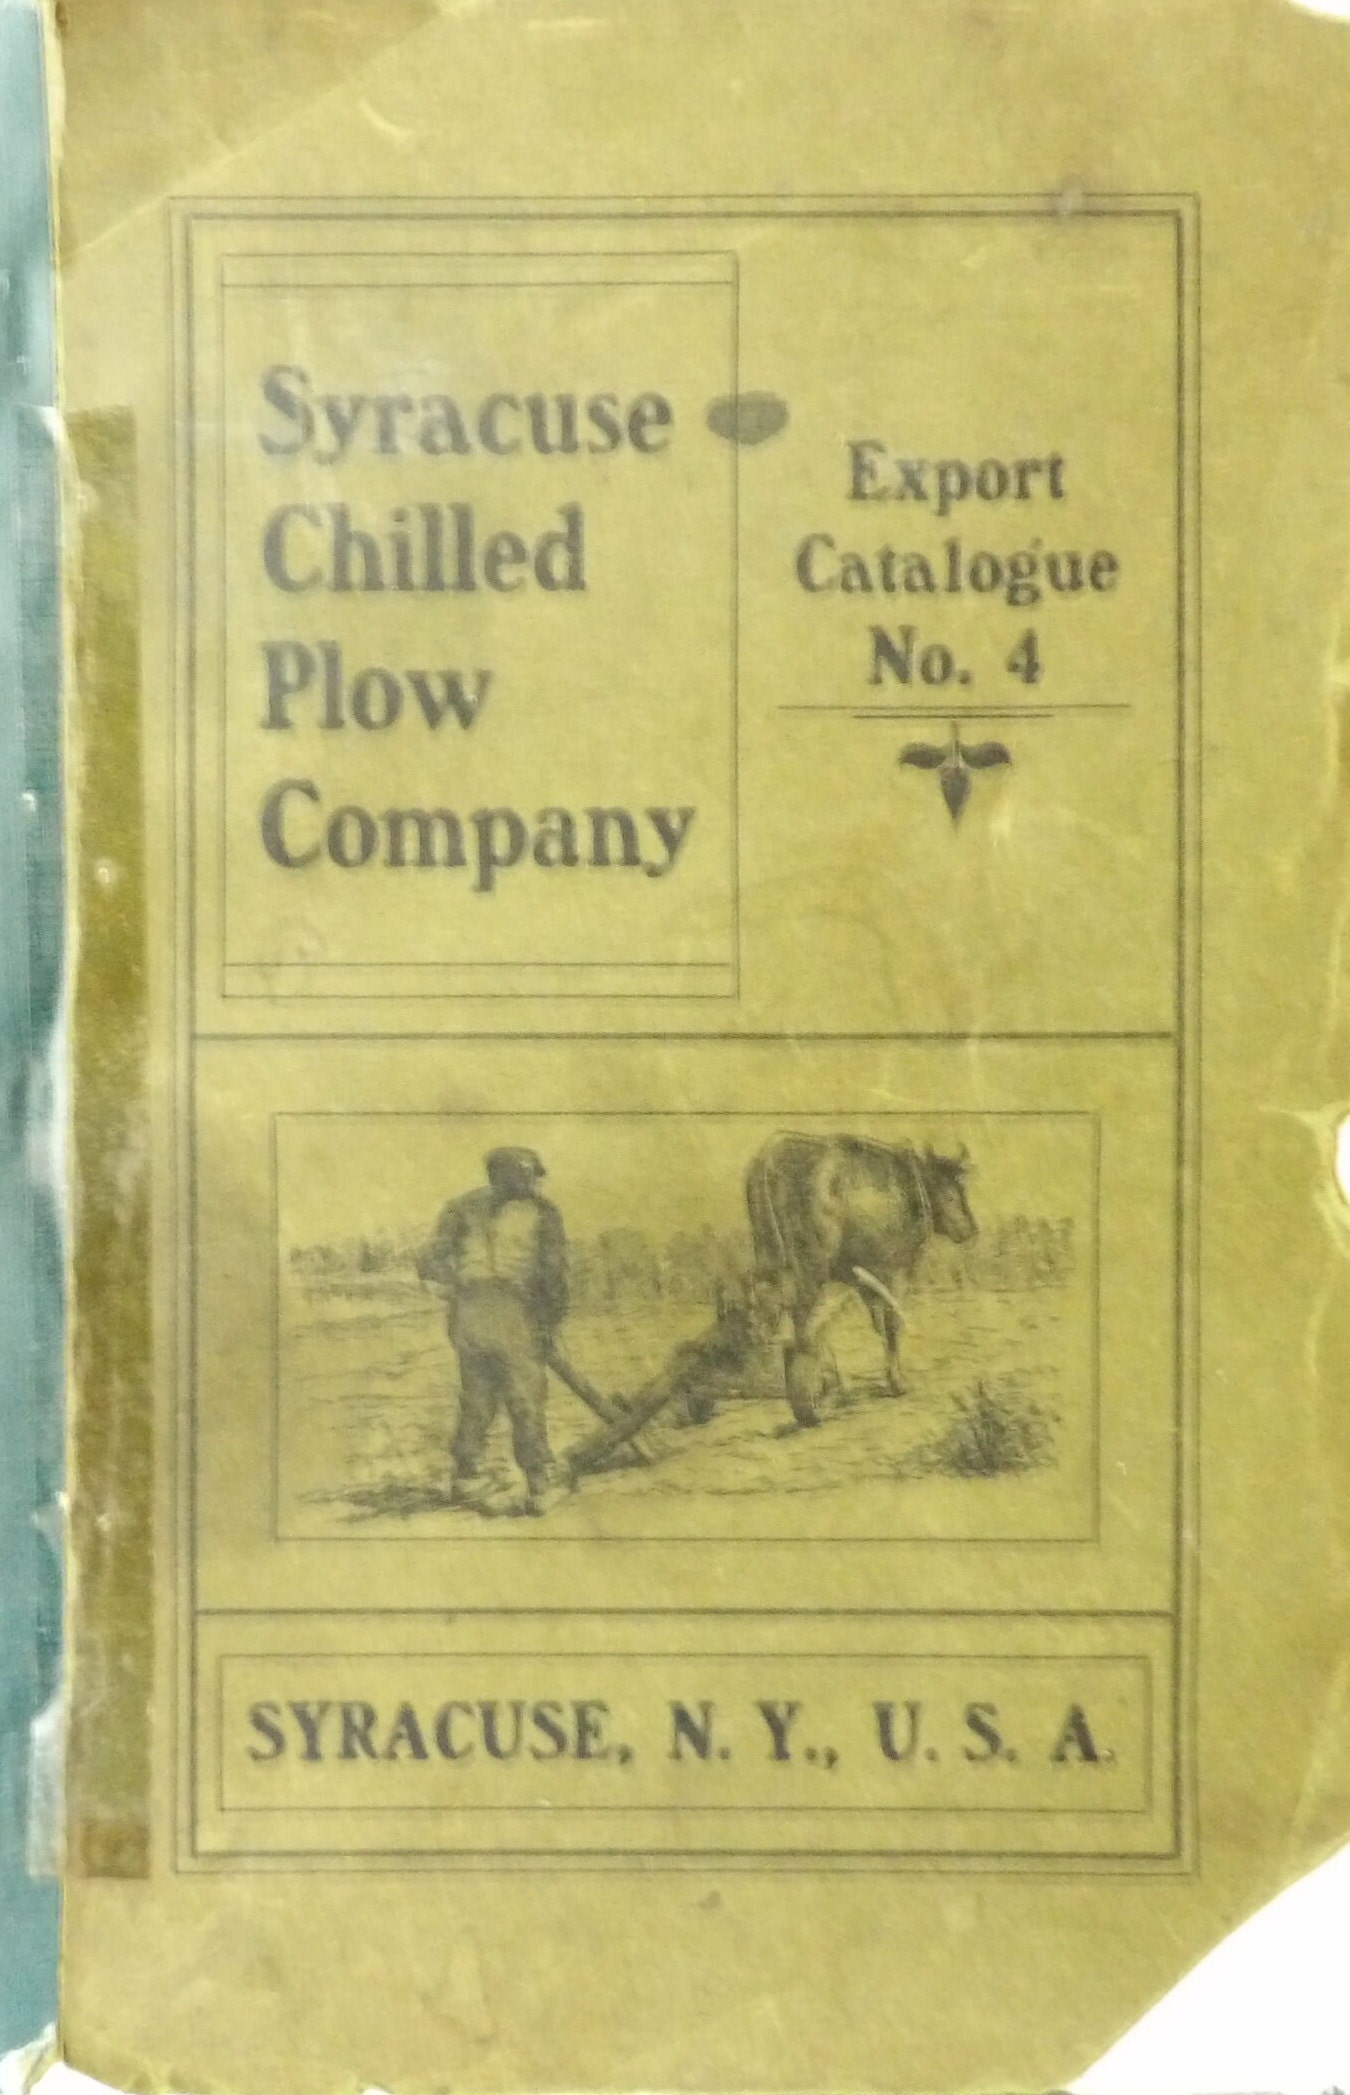 Syracuse
Chilled
Plow
Company
Export
Catalogue
No. 4
SYRACUSE, N. Y., U. S. A.